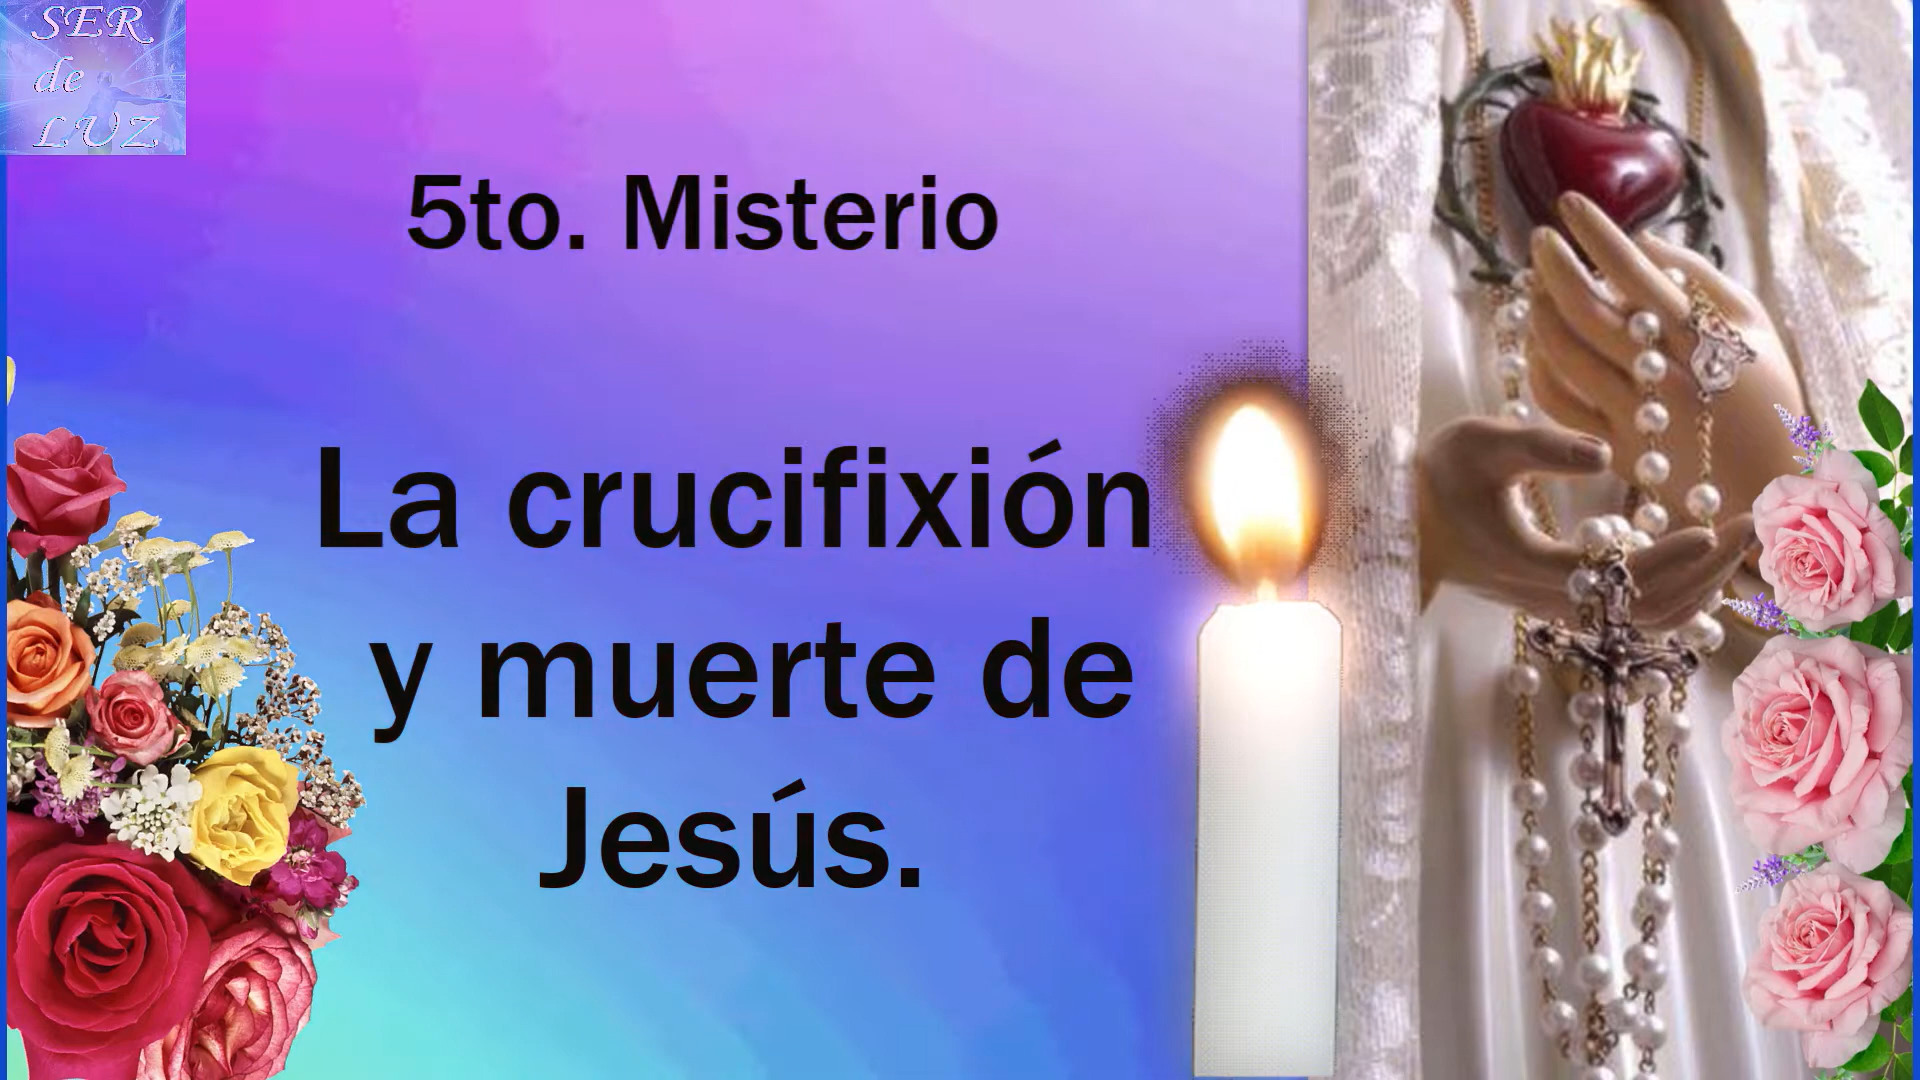 SER
de
LUZ
5to. Misterio
La crucifixión
y muerte de
Jesús.